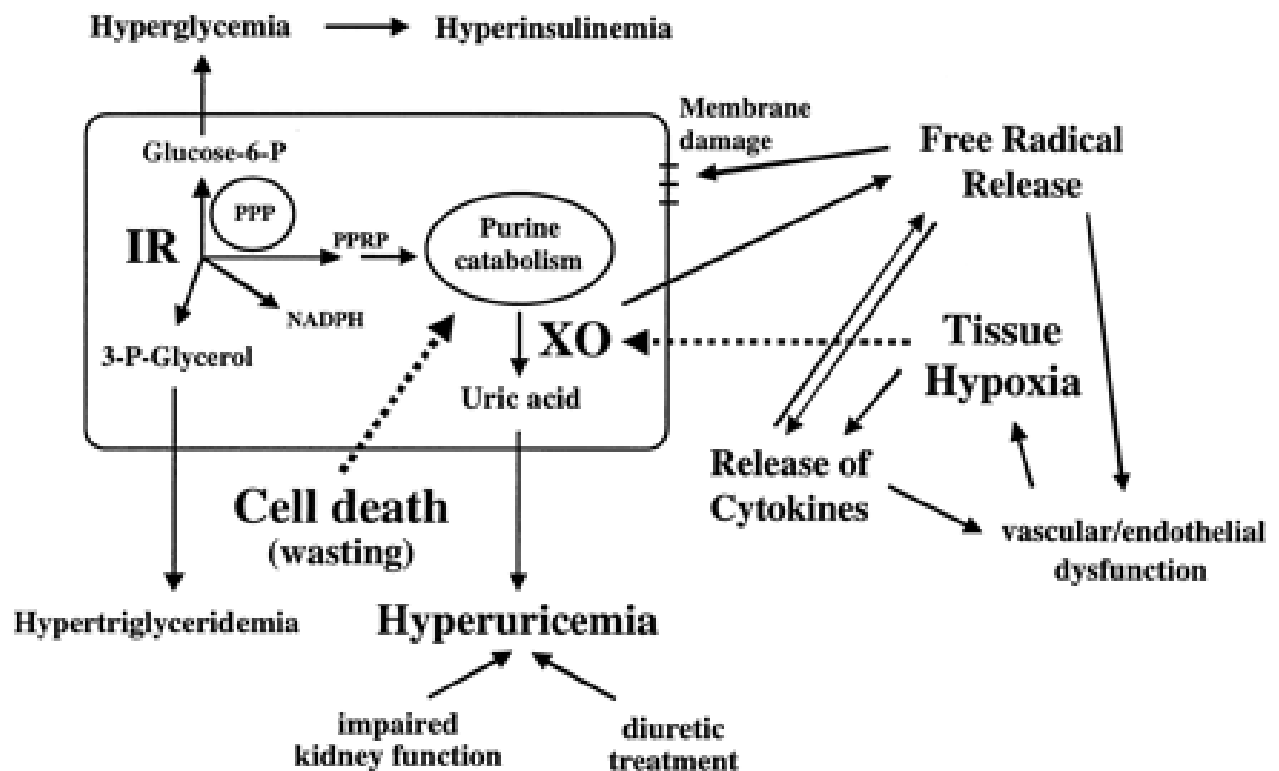 Hyperglycemia
Hyperinsulinemia
Membrane
damage
Free Radical
Release
Glucose-6-P
PPP
IR
PPRP
Purine
catabolism
NADPH
XO
Tissue
Hypoxia
3-P-Glycerol
Uric acid
Release of
Cytokines
Cell death
(wasting)
vascular/endothelial
dysfunction
Hypertriglyceridemia
Hyperuricemia
impaired
kidney function
diuretic
treatment